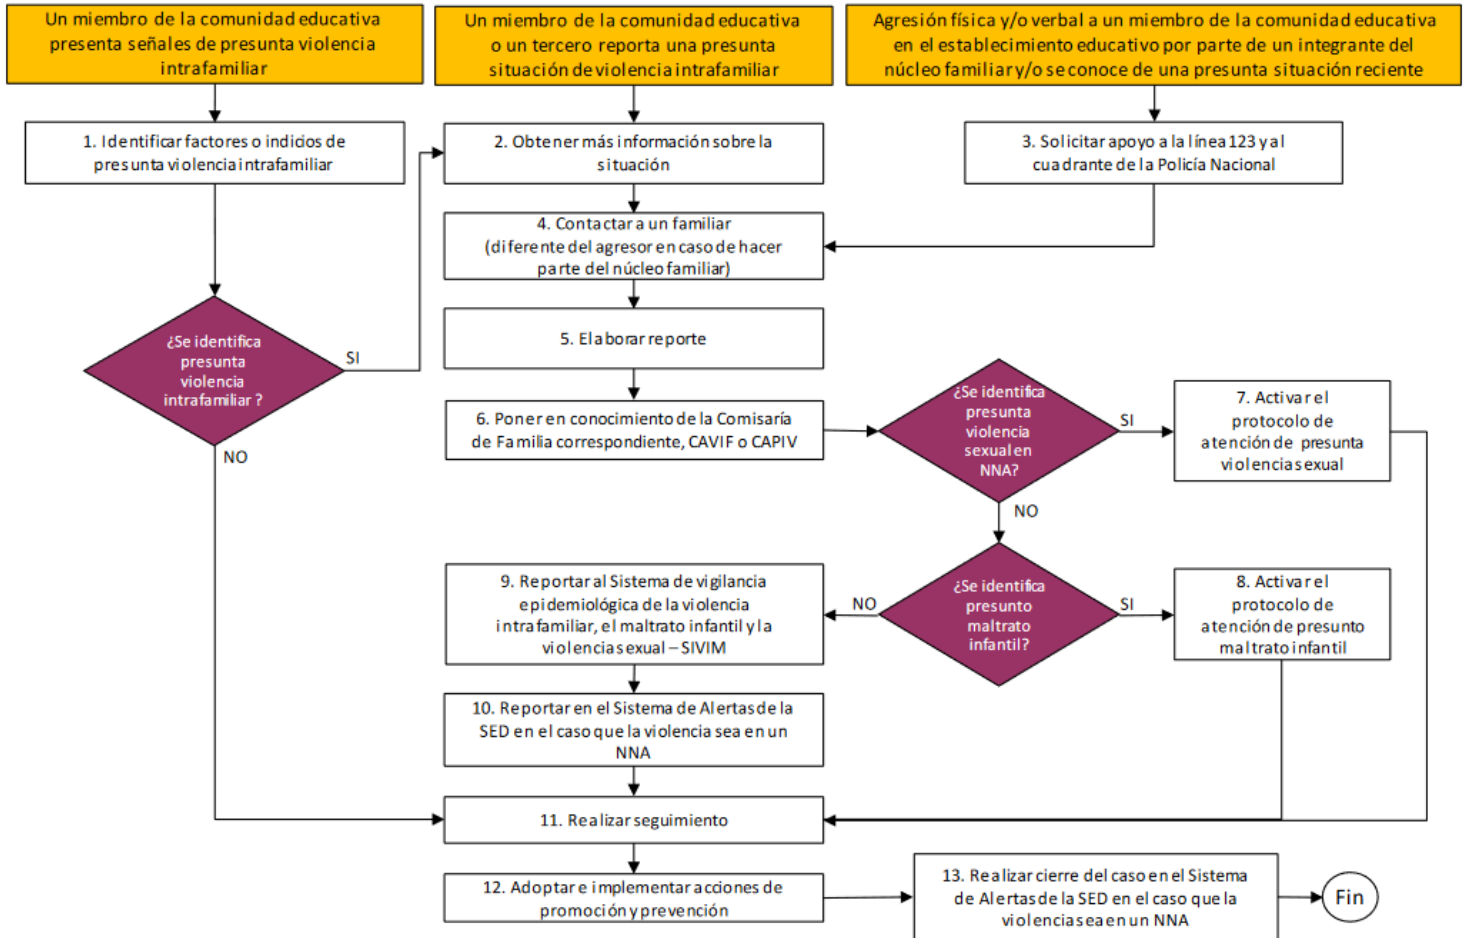 Un miembro de la comunidad educativa
presenta señales de presunta violencia
intrafamiliar
Un miembro de la comunidad educativa
o un tercero reporta una presunta
situación de violencia intrafamiliar
Agresión física y/o verbal a un miembro de la comunidad educativa
en el establecimiento educativo por parte de un integrante del
núcleo familiar y/o se conoce de una presunta situación reciente
1. Identificar factores o indicios de
presunta violencia intrafamiliar
2. Obtener más información sobre la
situación
3. Solicitar apoyo a la línea 123 y al
cuadrante de la Policía Nacional
4. Contactar a un familiar
(diferente del agresor en caso de hacer
parte del núcleo familiar)
¿Se identifica
presunta
violencia
intrafamiliar ?
SI
NO
5. Elaborar reporte
6. Poner en conocimiento de la Comisaría
de Familia correspondiente, CAVIF o CAPIV
¿Se identifica
presunta
violencia
sexual en
NNA?
SI
NO
7. Activar el
protocolo de
atención de presunta
violencia sexual
¿Se identifica
presunto
maltrato
infantil?
SI
NO
8. Activar el
protocolo de
atención de presunto
maltrato infantil
9. Reportar al Sistema de vigilancia
epidemiológica de la violencia
intrafamiliar, el maltrato infantil y la
violencia sexual – SIVIM
10. Reportar en el Sistema de Alertas de la
SED en el caso que la violencia sea en un
NNA
11. Realizar seguimiento
12. Adoptar e implementar acciones de
promoción y prevención
13. Realizar cierre del caso en el Sistema
de Alertas de la SED en el caso que la
violencia sea en un NNA
Fin